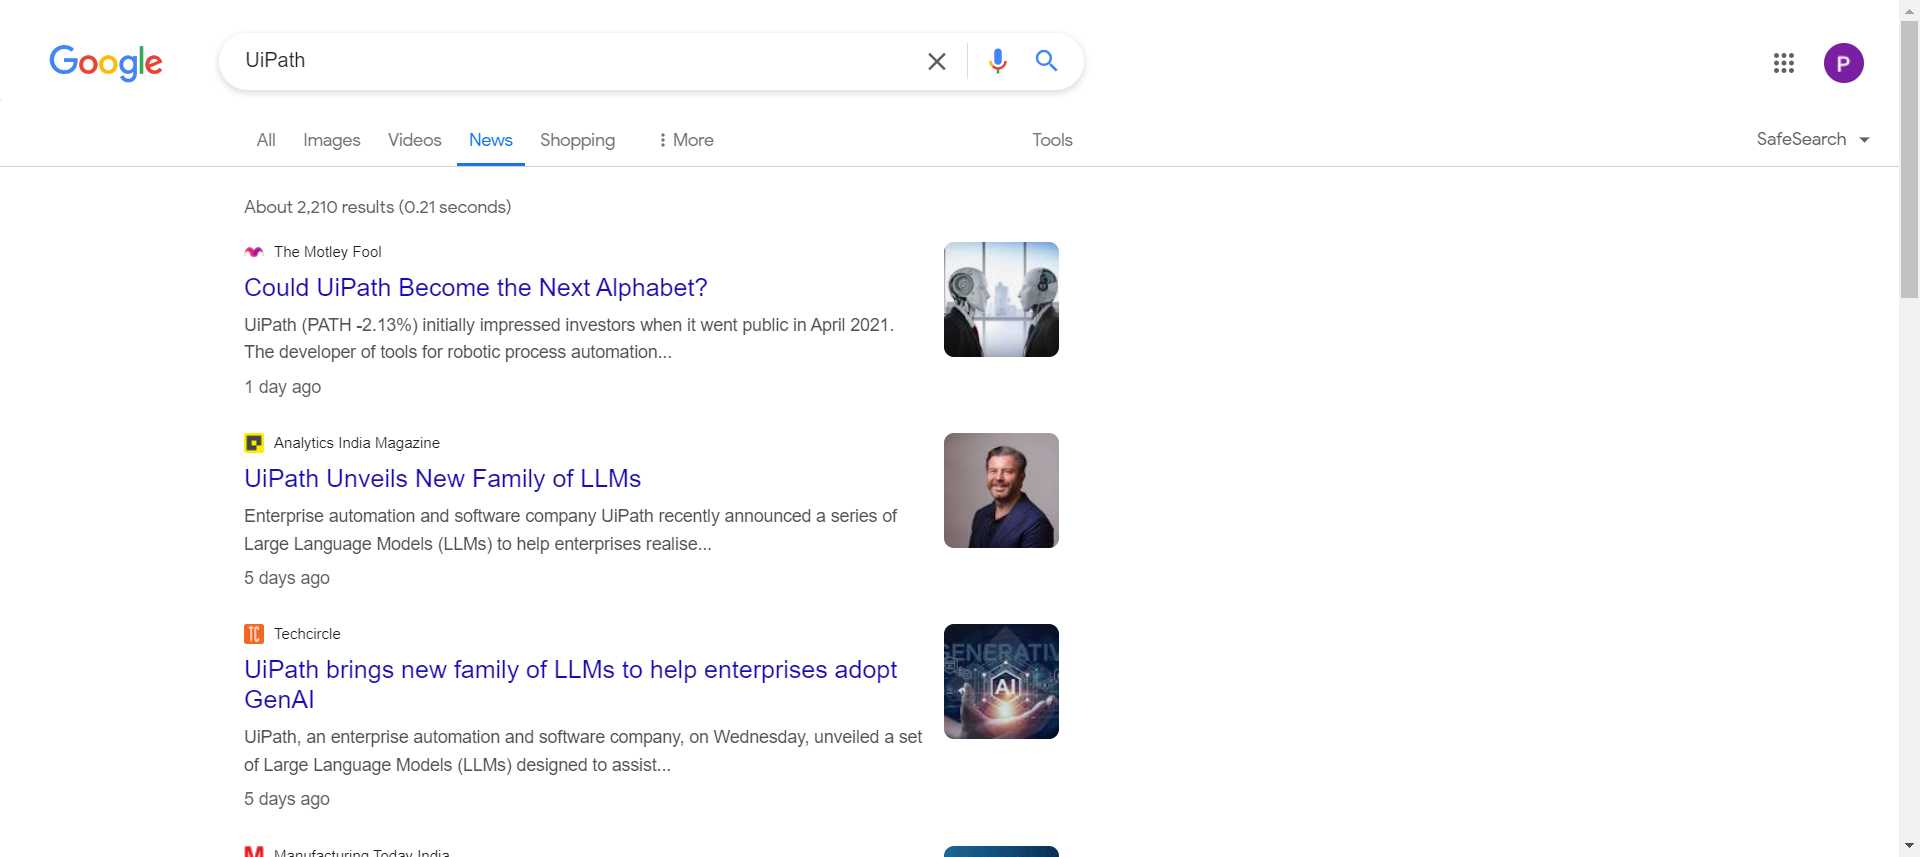 Google
UiPath
P
All
Images
Videos
News
Shopping
More
Tools
SafeSearch
About 2,210 results (0.21 seconds)
The Motley Fool
Could UiPath Become the Next Alphabet?
UiPath (PATH -2.13%) initially impressed investors when it went public in April 2021.
The developer of tools for robotic process automation...
1 day ago
Analytics India Magazine
UiPath Unveils New Family of LLMs
Enterprise automation and software company UiPath recently announced a series of
Large Language Models (LLMs) to help enterprises realise...
5 days ago
TC
Techcircle
UiPath brings new family of LLMs to help enterprises adopt
GenAI
UiPath, an enterprise automation and software company, on Wednesday, unveiled a set
of Large Language Models (LLMs) designed to assist...
5 days ago
GENERATIV
AI
M
Manufacturing Today India